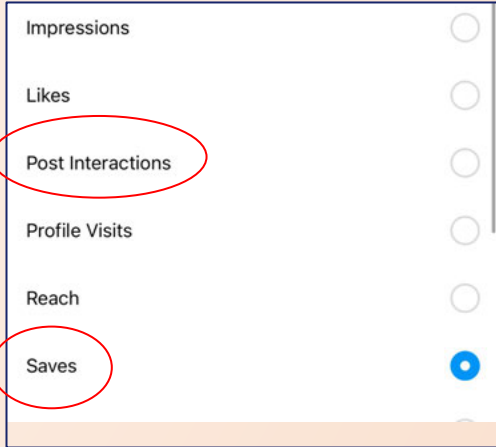 Impressions
Likes
Post Interactions
Profile Visits
Reach
Saves